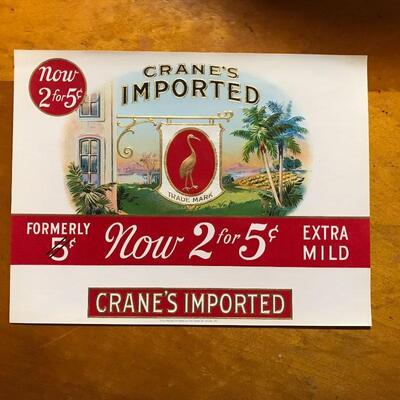 Now
2 for 5¢
CRANE'S
IMPORTED
TRADE MARK
FORMERLY
5¢
Now 2 for 5¢
EXTRA
MILD
CRANE'S IMPORTED